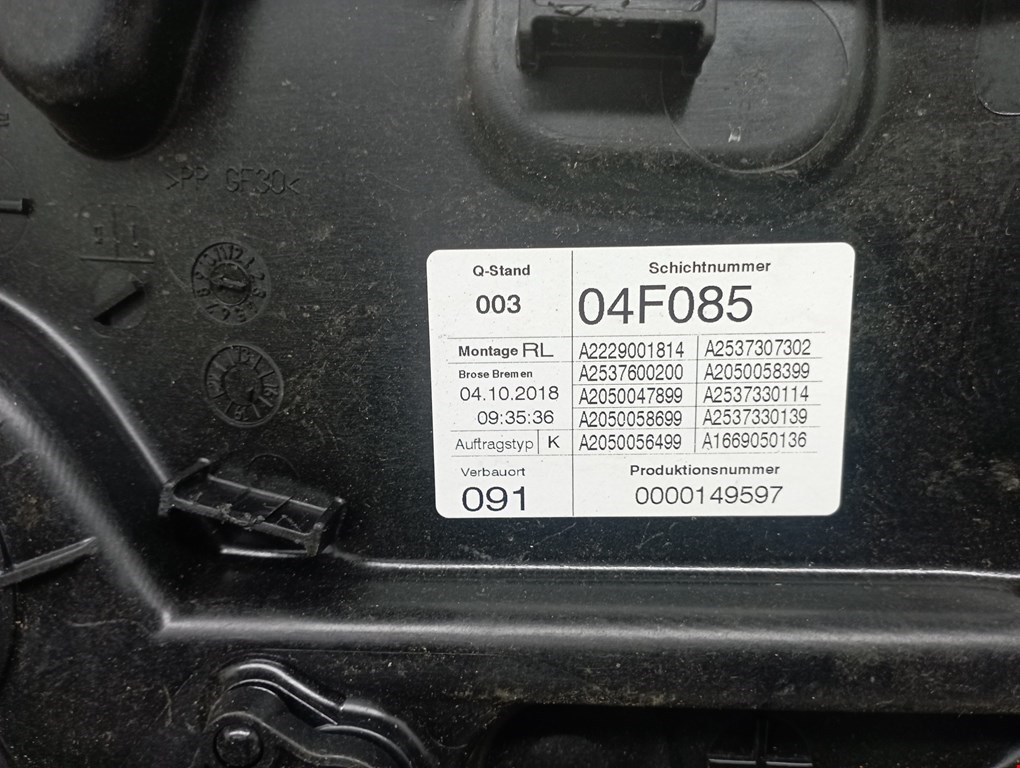 >PP GF30<
Q-Stand
003
Schichtnummer
04F085
Montage RL
Brose Bremen
04.10.2018
09:35:36
Auftragstyp K
A2229001814 A2537307302
A2537600200 A2050058399
A2050047899 A2537330114
A2050058699 A2537330139
A2050056499 A1669050136
Verbauort
091
Produktionsnummer
0000149597